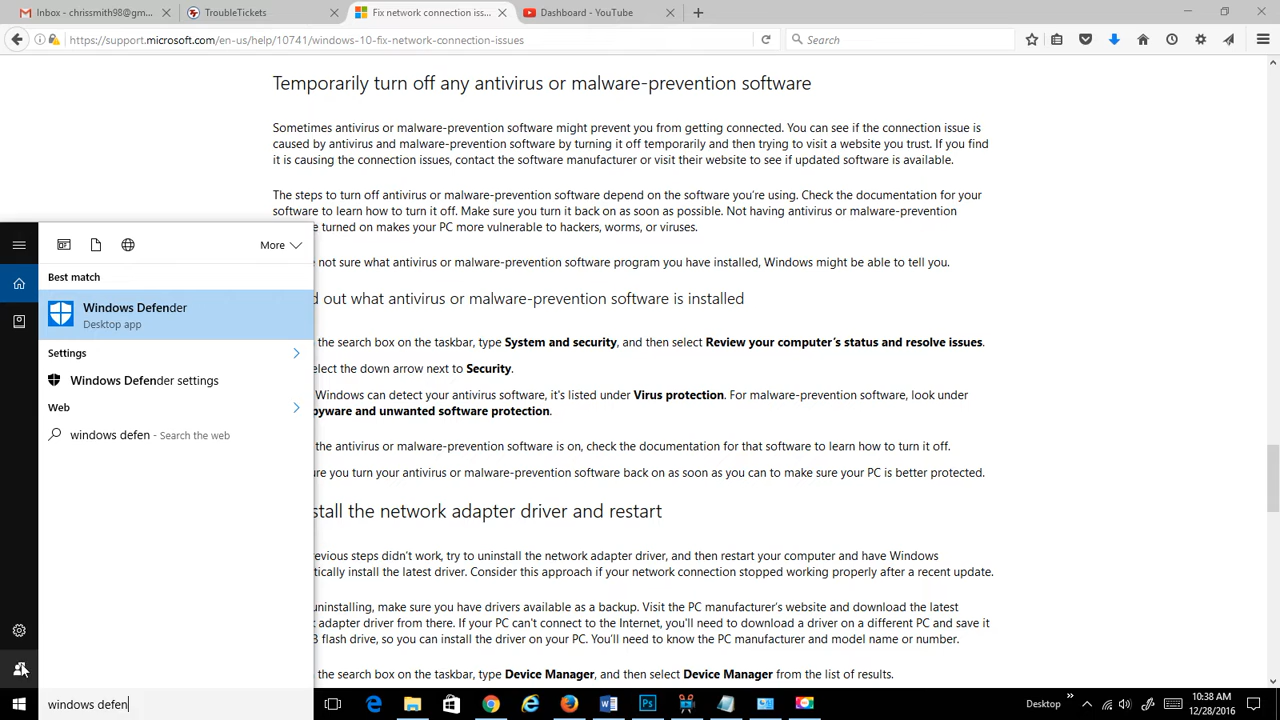 Inbox - chrissmith98@gm...
TroubleTickets
Fix network connection iss...
Dashboard - YouTube
https://support.microsoft.com/en-us/help/10741/windows-10-fix-network-connection-issues
Search
Temporarily turn off any antivirus or malware-prevention software
Sometimes antivirus or malware-prevention software might prevent you from getting connected. You can see if the connection issue is
caused by antivirus and malware-prevention software by turning it off temporarily and then trying to visit a website you trust. If you find
it is causing the connection issues, contact the software manufacturer or visit their website to see if updated software is available.
The steps to turn off antivirus or malware-prevention software depend on the software you're using. Check the documentation for your
software to learn how to turn it off. Make sure you turn it back on as soon as possible. Not having antivirus or malware-prevention
e turned on makes your PC more vulnerable to hackers, worms, or viruses.
not sure what antivirus or malware-prevention software program you have installed, Windows might be able to tell you.
d out what antivirus or malware-prevention software is installed
the search box on the taskbar, type System and security, and then select Review your computer's status and resolve issues.
elect the down arrow next to Security.
Windows can detect your antivirus software, it's listed under Virus protection. For malware-prevention software, look under
pyware and unwanted software protection.
the antivirus or malware-prevention software is on, check the documentation for that software to learn how to turn it off.
ure you turn your antivirus or malware-prevention software back on as soon as you can to make sure your PC is better protected.
stall the network adapter driver and restart
evious steps didn't work, try to uninstall the network adapter driver, and then restart your computer and have Windows
tically install the latest driver. Consider this approach if your network connection stopped working properly after a recent update.
uninstalling, make sure you have drivers available as a backup. Visit the PC manufacturer's website and download the latest
adapter driver from there. If your PC can't connect to the Internet, you'll need to download a driver on a different PC and save it
B flash drive, so you can install the driver on your PC. You'll need to know the PC manufacturer and model name or number.
the search box on the taskbar, type Device Manager, and then select Device Manager from the list of results.
More
Best match
Windows Defender
Desktop app
Settings
Windows Defender settings
Web
windows defen - Search the web
windows defen
Desktop
10:38 AM
12/28/2016